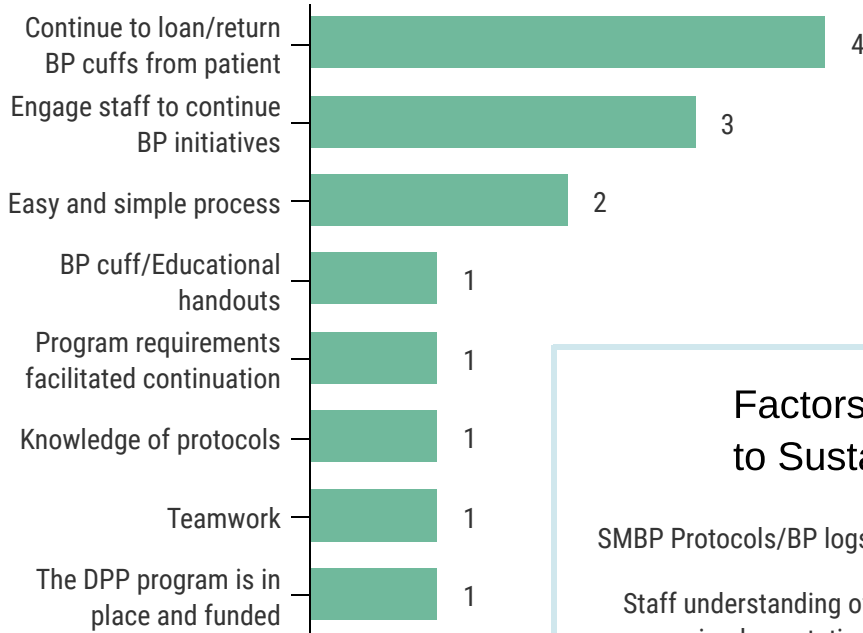 Continue to loan/return
BP cuffs from patient
4
Engage staff to continue
BP initiatives
3
Easy and simple process
2
BP cuff/Educational
handouts
1
Program requirements
facilitated continuation
1
Knowledge of protocols
1
Teamwork
1
The DPP program is in
place and funded
1
Factors
to
SMBP Protocols/BP logs
Staff understanding